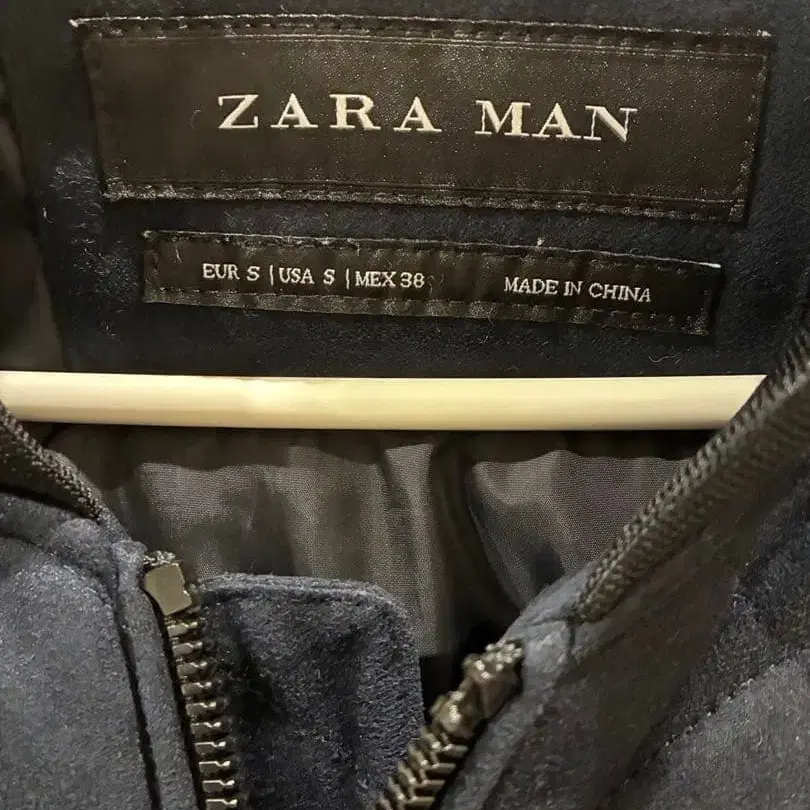 ZARA MAN
EUR S | USA S | MEX 38 MADE IN CHINA